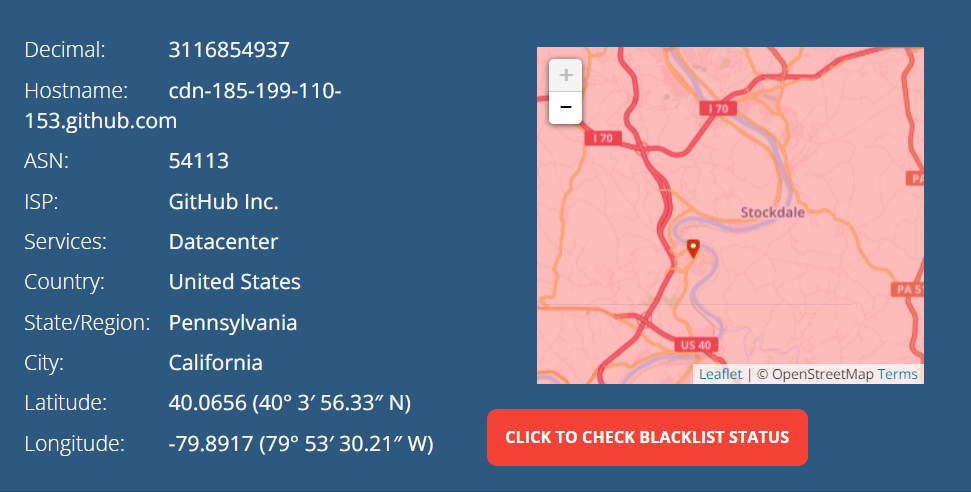 Decimal: 3116854937
Hostname: cdn-185-199-110-
153.github.com
ASN: 54113
ISP: GitHub Inc.
Services: Datacenter
Country: United States
State/Region: Pennsylvania
City: California
Latitude: 40.0656 (40° 3′ 56.33″ N)
Longitude: -79.8917 (79° 53′ 30.21″ W)
+
−
I 70
I 70
PA
Stockdale
PA 51
US 40
Leaflet | © OpenStreetMap Terms
CLICK TO CHECK BLACKLIST STATUS